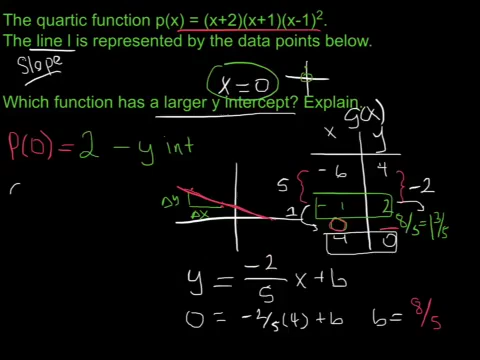 The quartic function p(x) = (x+2)(x+1)(x-1)².
The line l is represented by the data points below.
Slope
x=0
Which function has a larger y intercept? Explain.
g(x)
x y
P(0) = 2 - y int
-6 4
5 -2
-1 2
1
0 8/5 = 1 3/5
4 0
Δy
Δx
y = -2/5 x + b
0 = -2/5 (4) + b b = 8/5